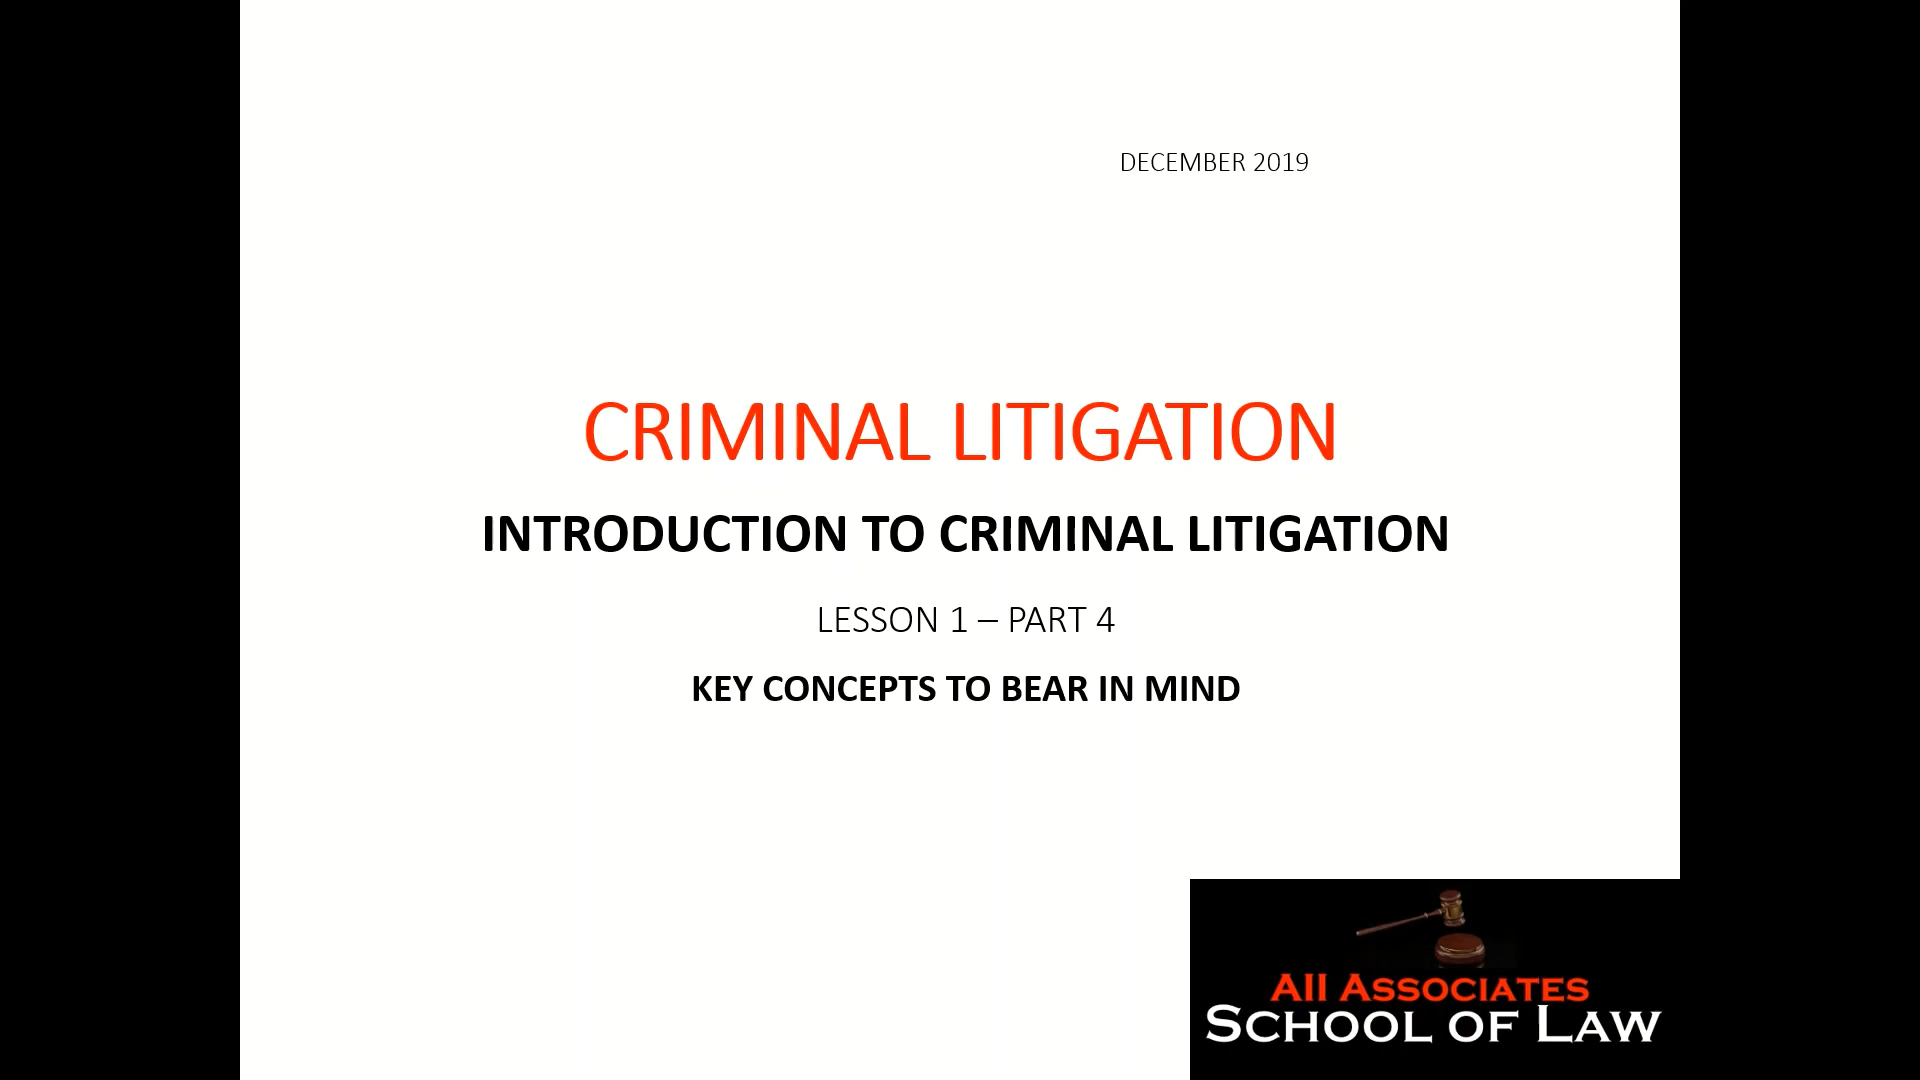 DECEMBER 2019
CRIMINAL LITIGATION
INTRODUCTION TO CRIMINAL LITIGATION
LESSON 1 – PART 4
KEY CONCEPTS TO BEAR IN MIND
All ASSOCIATES
SCHOOL OF LAW